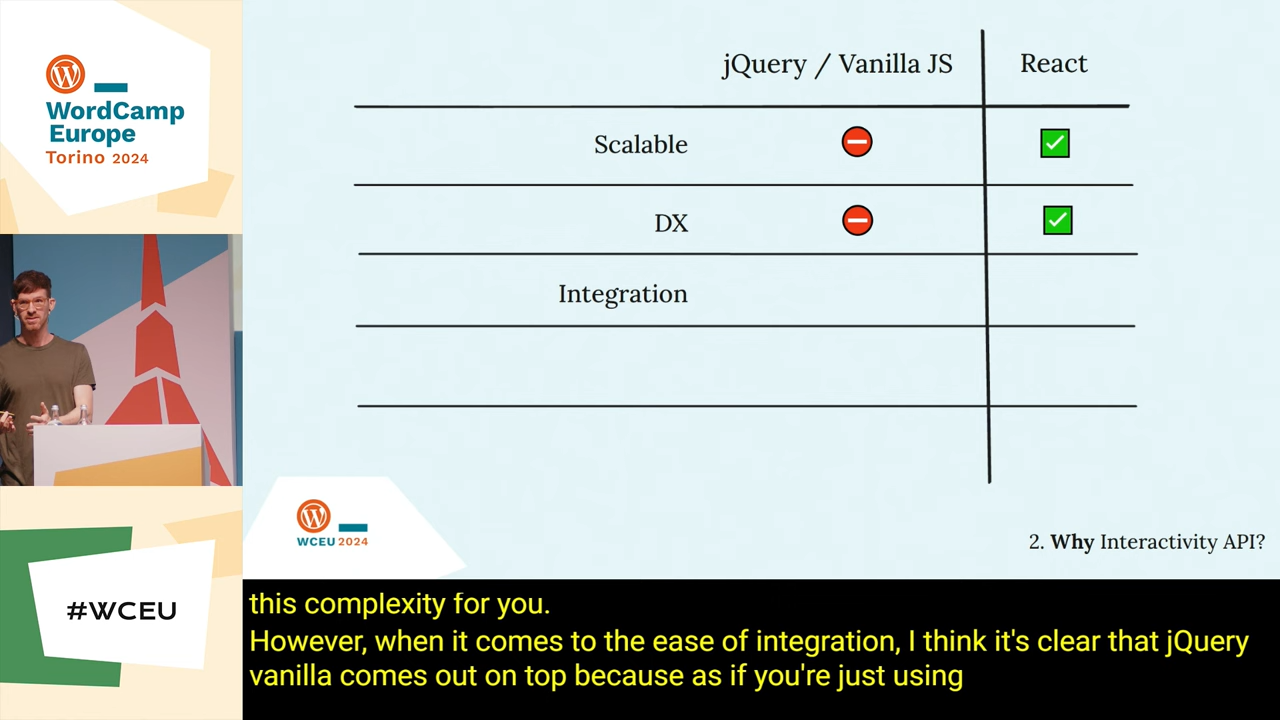 WordCamp
Europe
Torino 2024
#WCEU
jQuery / Vanilla JS React
Scalable
DX
Integration
WCEU 2024
2. Why Interactivity API?
this complexity for you.
However, when it comes to the ease of integration, I think it's clear that jQuery
vanilla comes out on top because as if you're just using